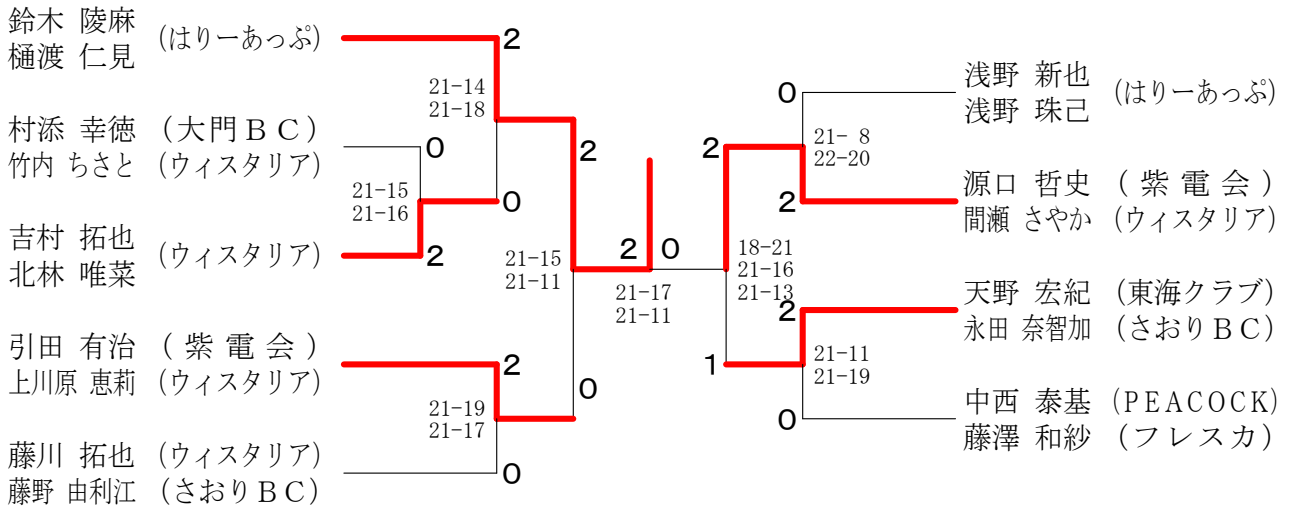 鈴木 陵麻 (はりーあっぷ)
樋渡 仁見
2
21-14
21-18
村添 幸徳 (大門ＢＣ)
竹内 ちさと (ウィスタリア)
0
21-15
21-16
0
吉村 拓也 (ウィスタリア)
北林 唯菜
2
2
21-15
21-11
引田 有治 (紫電会)
上川原 恵莉 (ウィスタリア)
2
21-19
21-17
0
藤川 拓也 (ウィスタリア)
藤野 由利江 (さおりＢＣ)
0
2 0
21-17
21-11
浅野 新也 (はりーあっぷ)
浅野 珠己
0
21- 8
22-20
2
源口 哲史 (紫電会)
間瀬 さやか (ウィスタリア)
2
18-21
21-16
21-13
天野 宏紀 (東海クラブ)
永田 奈智加 (さおりＢＣ)
2
21-11
21-19
1
中西 泰基 (PEACOCK)
藤澤 和紗 (フレスカ)
0